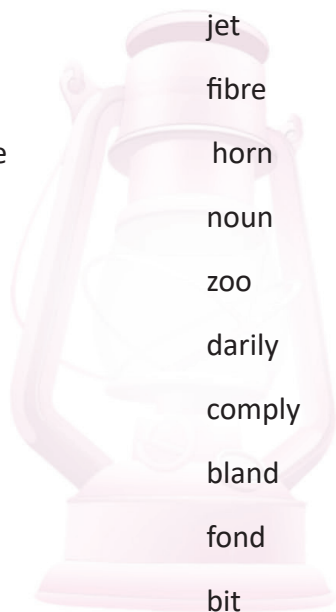 jet
fibre
e horn
noun
zoo
darily
comply
bland
fond
bit